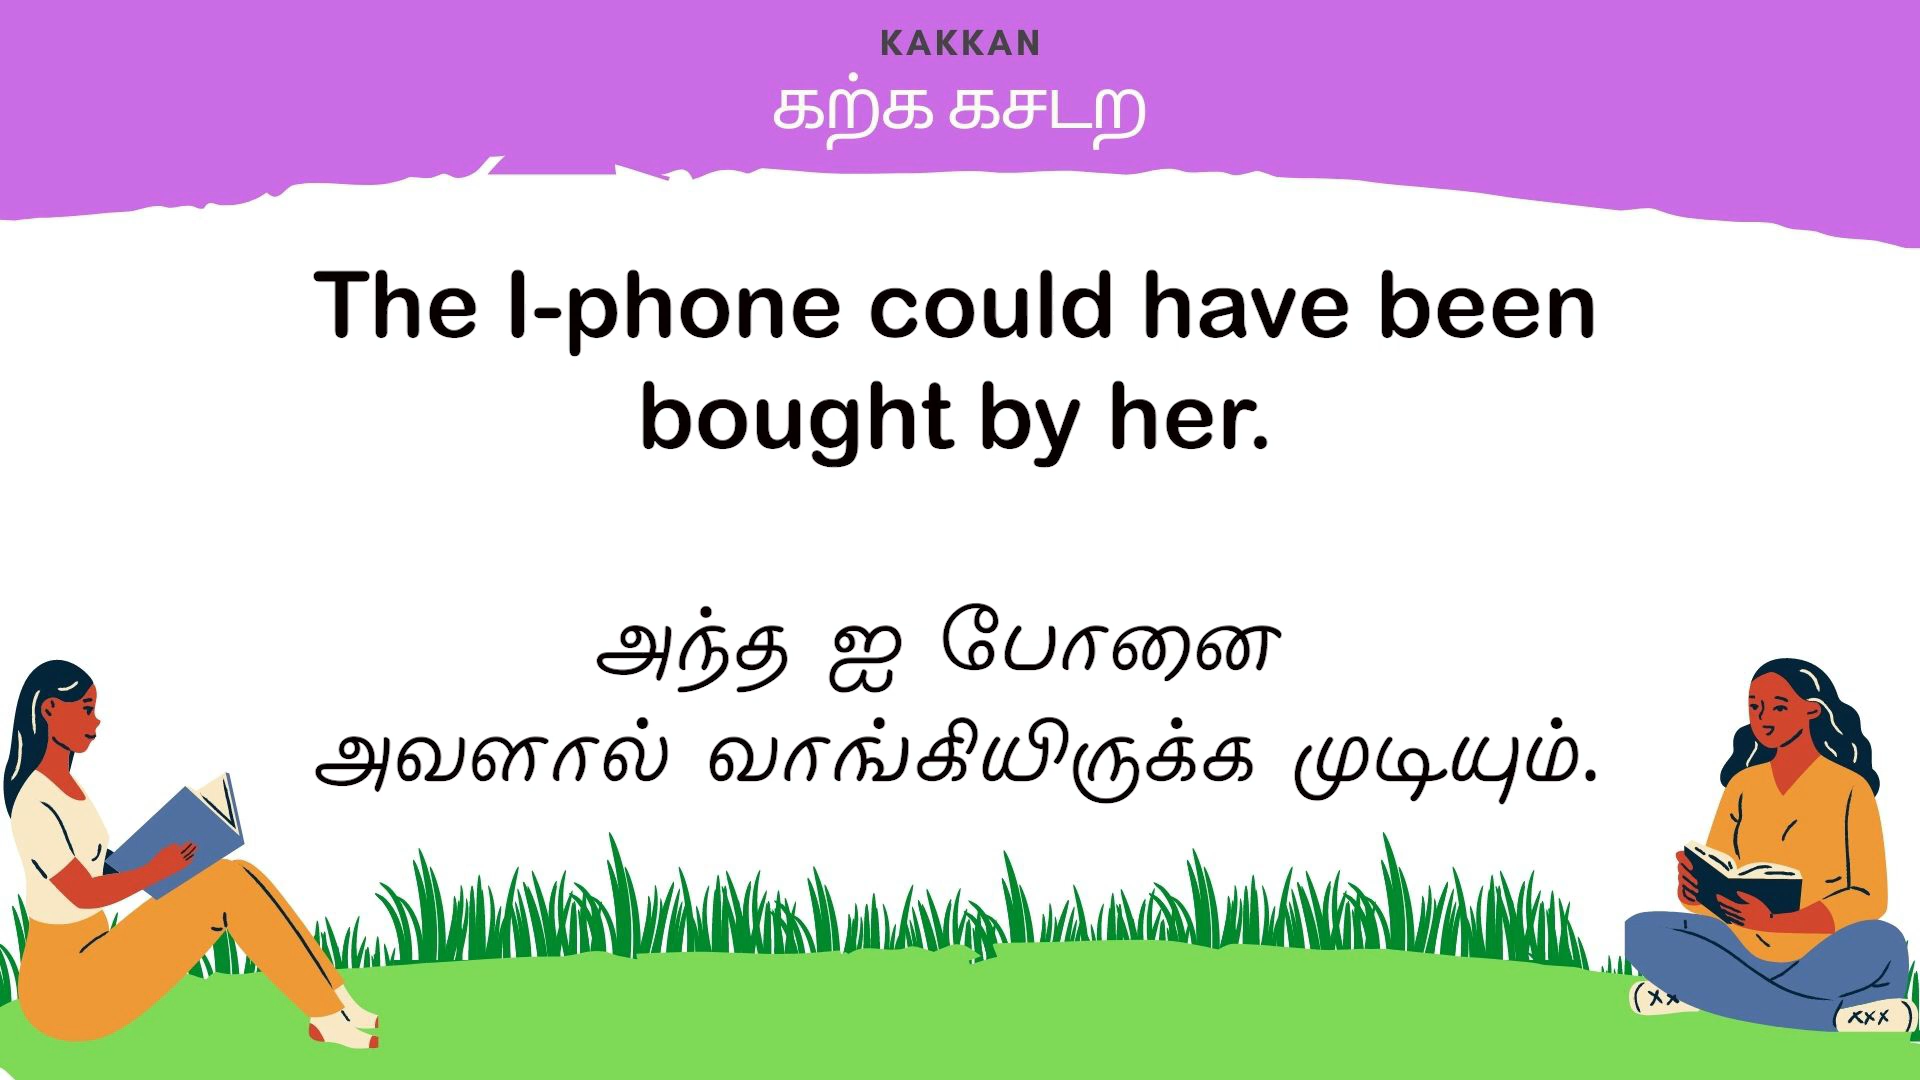 KAKKAN
கற்க கசடற
The I-phone could have been
bought by her.
அந்த ஐ போனை
அவளால் வாங்கியிருக்க முடியும்.